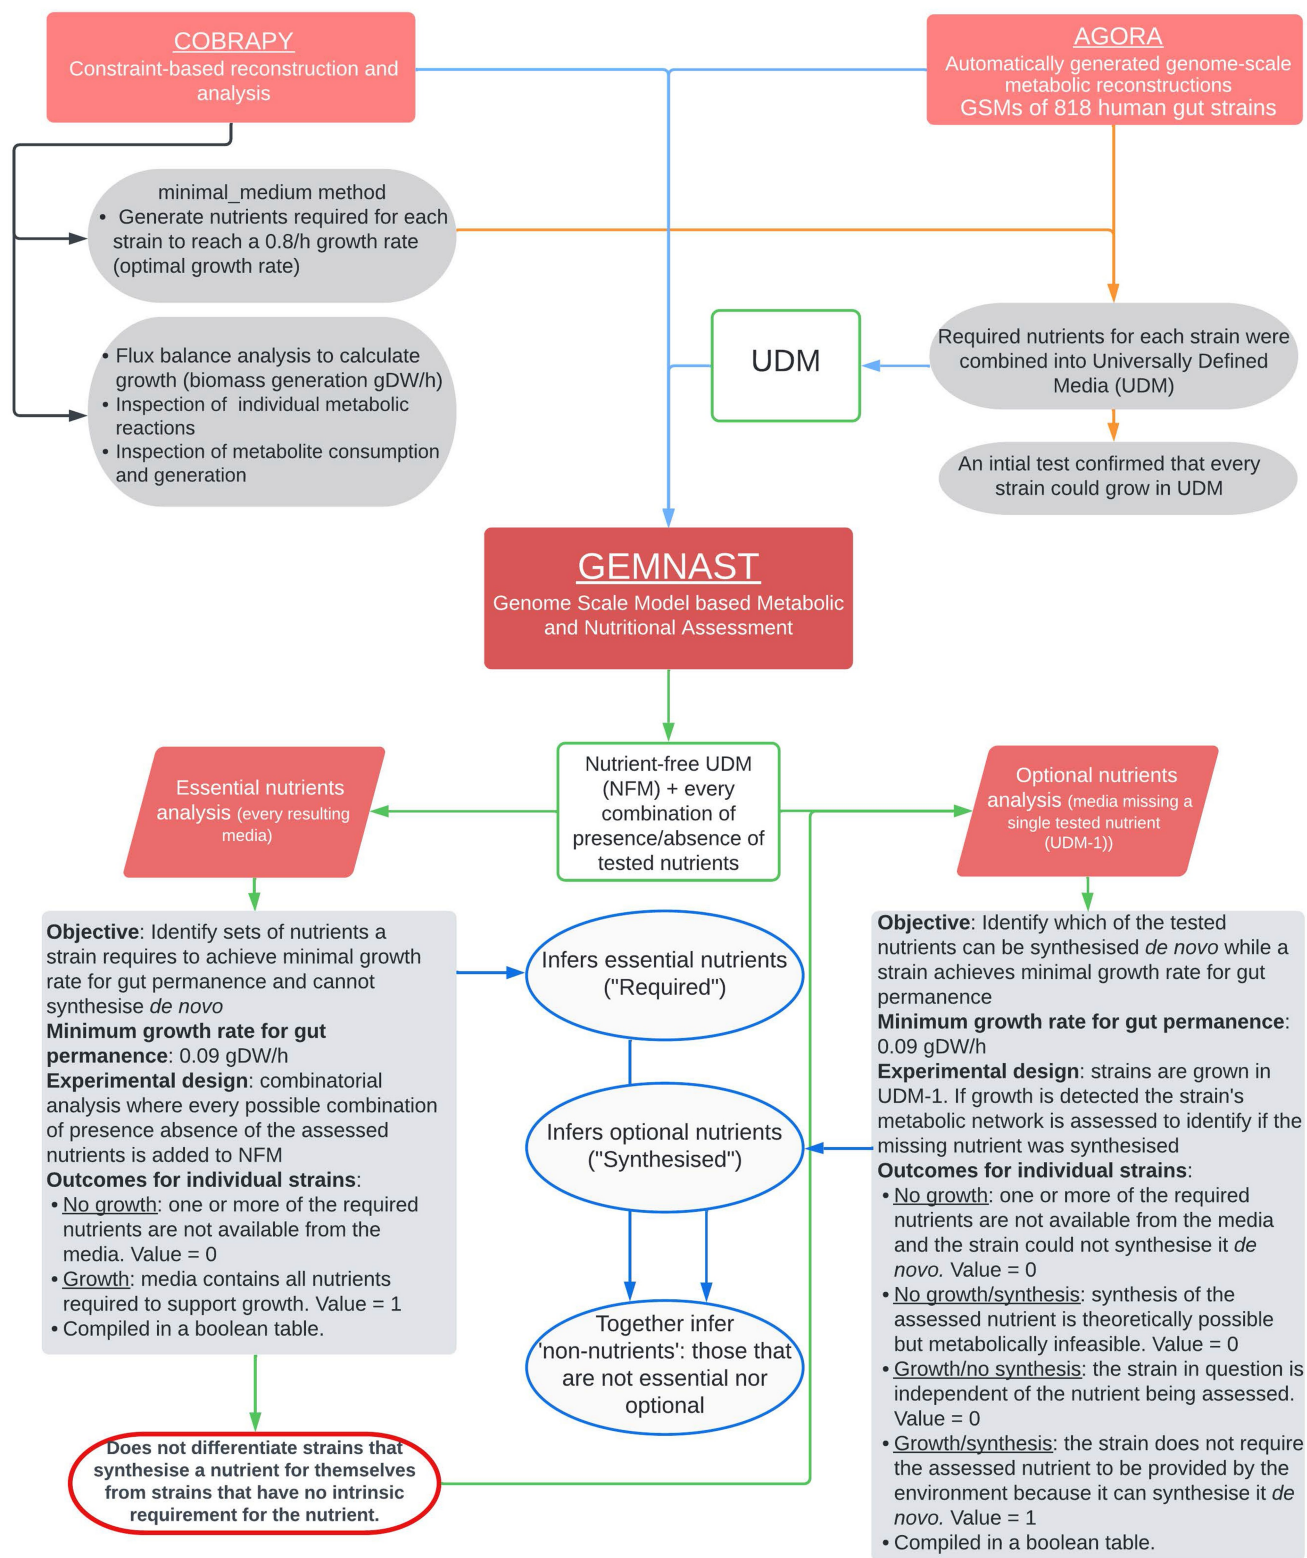 COBRAPY
Constraint-based reconstruction and
analysis
AGORA
Automatically generated genome-scale
metabolic reconstructions
GSMs of 818 human gut strains
minimal_medium method
• Generate nutrients required for each
strain to reach a 0.8/h growth rate
(optimal growth rate)
• Flux balance analysis to calculate
growth (biomass generation gDW/h)
• Inspection of individual metabolic
reactions
• Inspection of metabolite consumption
and generation
UDM
Required nutrients for each strain were
combined into Universally Defined
Media (UDM)
An intial test confirmed that every
strain could grow in UDM
GEMNAST
Genome Scale Model based Metabolic
and Nutritional Assessment
Essential nutrients
analysis (every resulting
media)
Nutrient-free UDM
(NFM) + every
combination of
presence/absence of
tested nutrients
Optional nutrients
analysis (media missing a
single tested nutrient
(UDM-1))
Objective: Identify sets of nutrients a
strain requires to achieve minimal growth
rate for gut permanence and cannot
synthesise de novo
Minimum growth rate for gut
permanence: 0.09 gDW/h
Experimental design: combinatorial
analysis where every possible combination
of presence absence of the assessed
nutrients is added to NFM
Outcomes for individual strains:
• No growth: one or more of the required
nutrients are not available from the
media. Value = 0
• Growth: media contains all nutrients
required to support growth. Value = 1
• Compiled in a boolean table.
Does not differentiate strains that
synthesise a nutrient for themselves
from strains that have no intrinsic
requirement for the nutrient.
Infers essential nutrients
("Required")
Infers optional nutrients
("Synthesised")
Together infer
'non-nutrients': those that
are not essential nor
optional
Objective: Identify which of the tested
nutrients can be synthesised de novo while a
strain achieves minimal growth rate for gut
permanence
Minimum growth rate for gut permanence:
0.09 gDW/h
Experimental design: strains are grown in
UDM-1. If growth is detected the strain's
metabolic network is assessed to identify if the
missing nutrient was synthesised
Outcomes for individual strains:
• No growth: one or more of the required
nutrients are not available from the media
and the strain could not synthesise it de
novo. Value = 0
• No growth/synthesis: synthesis of the
assessed nutrient is theoretically possible
but metabolically infeasible. Value = 0
• Growth/no synthesis: the strain in question is
independent of the nutrient being assessed.
Value = 0
• Growth/synthesis: the strain does not require
the assessed nutrient to be provided by the
environment because it can synthesise it de
novo. Value = 1
• Compiled in a boolean table.